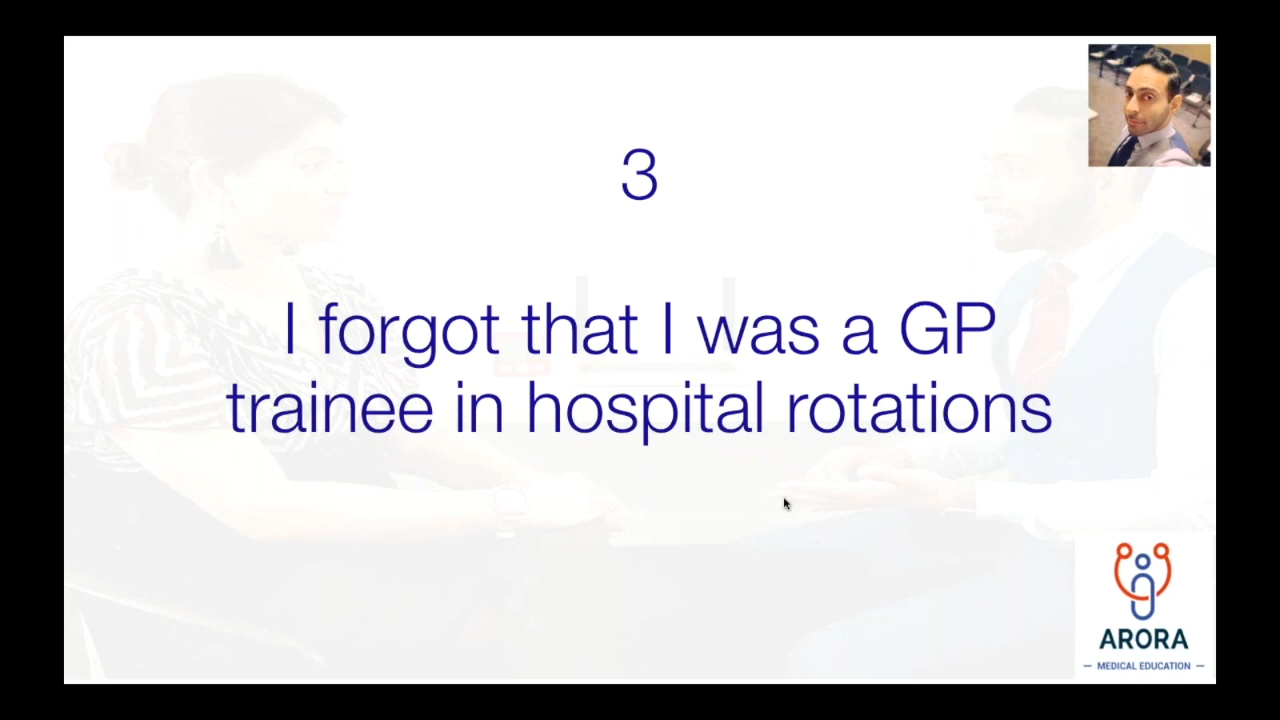 3
I forgot that I was a GP
trainee in hospital rotations
ARORA
— MEDICAL EDUCATION —